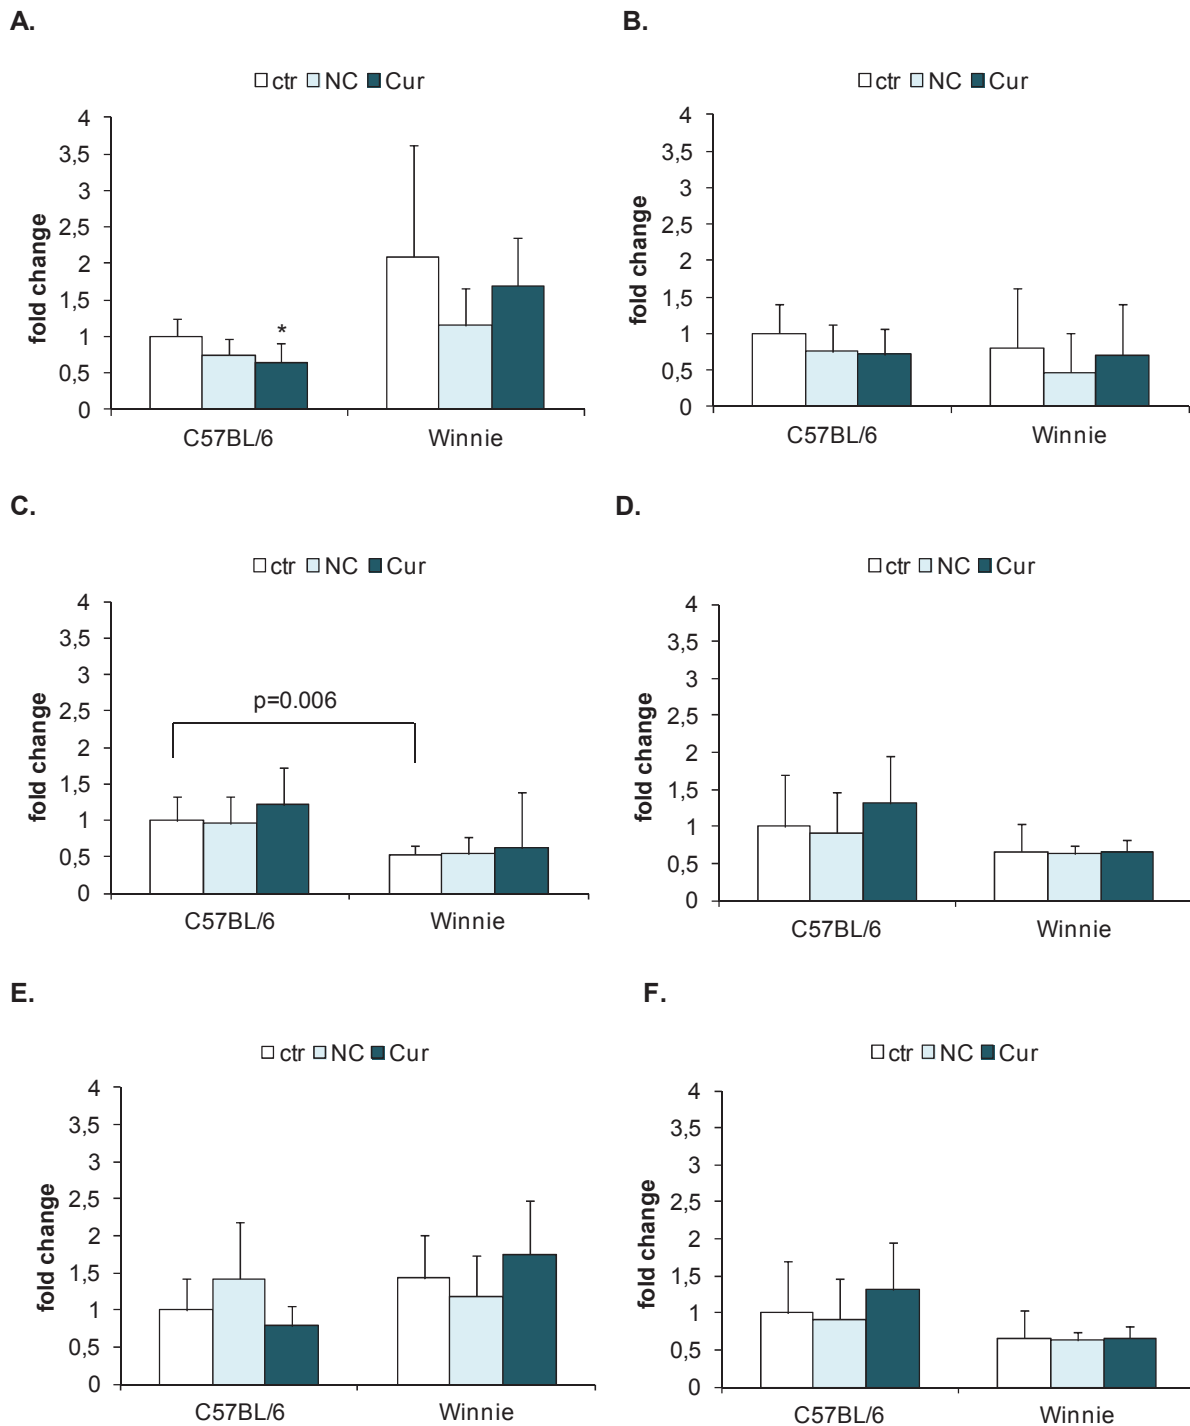 A.
ctr NC Cur
4
3,5
3
2,5
2
1,5
1
0,5
0
fold change
*
C57BL/6 Winnie
B.
ctr NC Cur
4
3,5
3
2,5
2
1,5
1
0,5
0
fold change
C57BL/6 Winnie
C.
ctr NC Cur
4
3,5
3
2,5
2
1,5
1
0,5
0
fold change
p=0.006
C57BL/6 Winnie
D.
ctr NC Cur
4
3,5
3
2,5
2
1,5
1
0,5
0
fold change
C57BL/6 Winnie
E.
ctr NC Cur
4
3,5
3
2,5
2
1,5
1
0,5
0
fold change
C57BL/6 Winnie
F.
ctr NC Cur
4
3,5
3
2,5
2
1,5
1
0,5
0
fold change
C57BL/6 Winnie